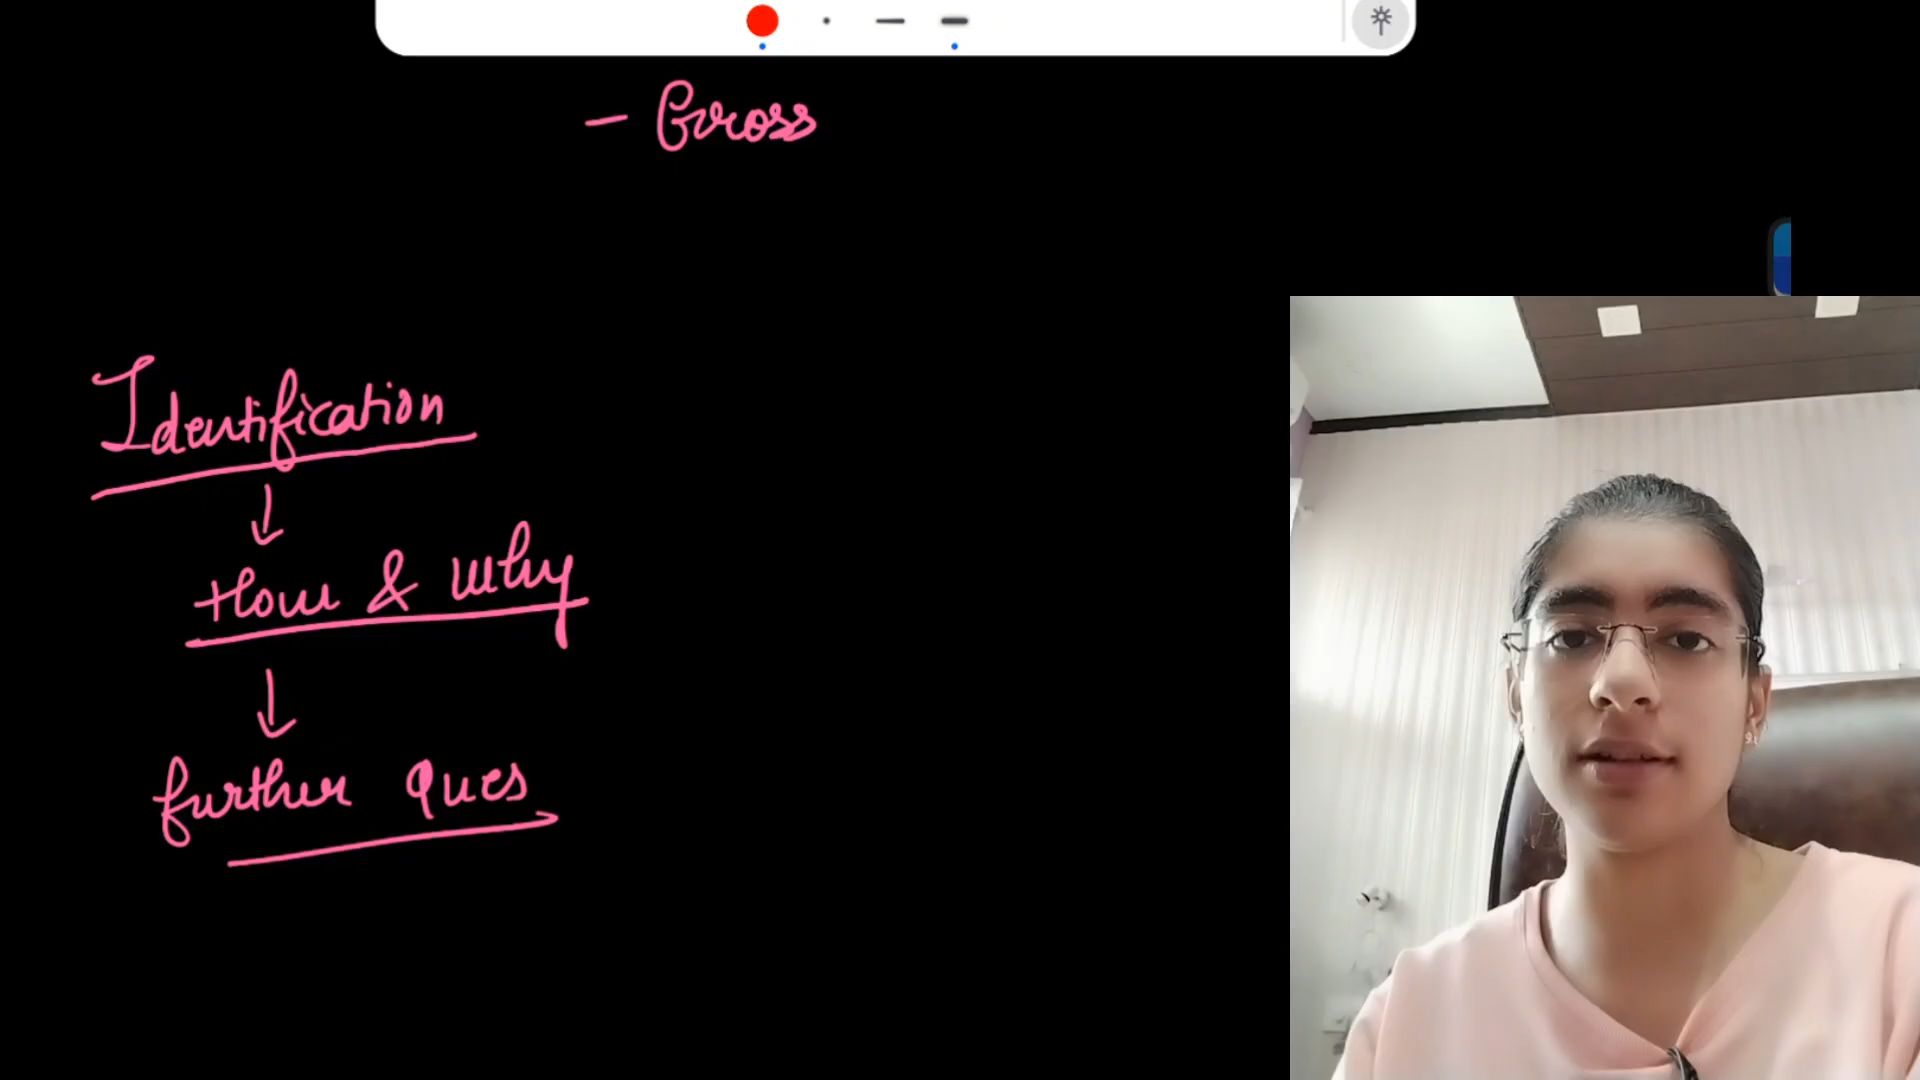 - Gross
Identification
How & Why
further Ques